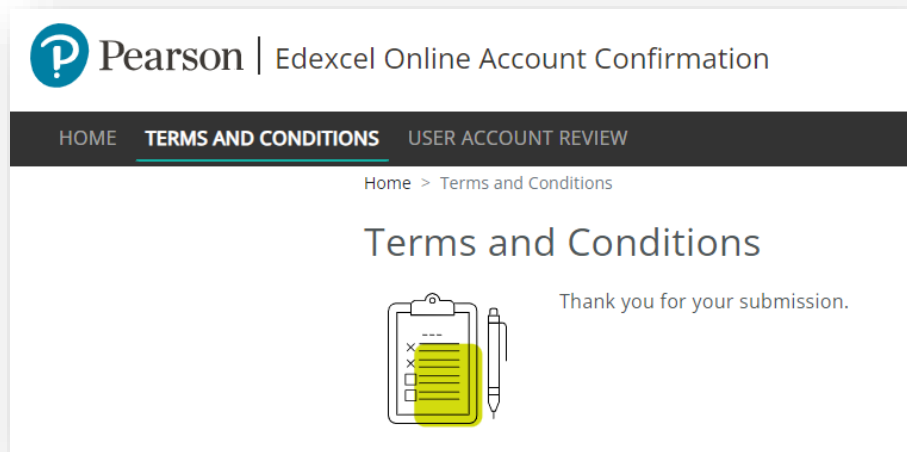 Pearson | Edexcel Online Account Confirmation
HOME TERMS AND CONDITIONS USER ACCOUNT REVIEW
Home > Terms and Conditions
Terms and Conditions
Thank you for your submission.